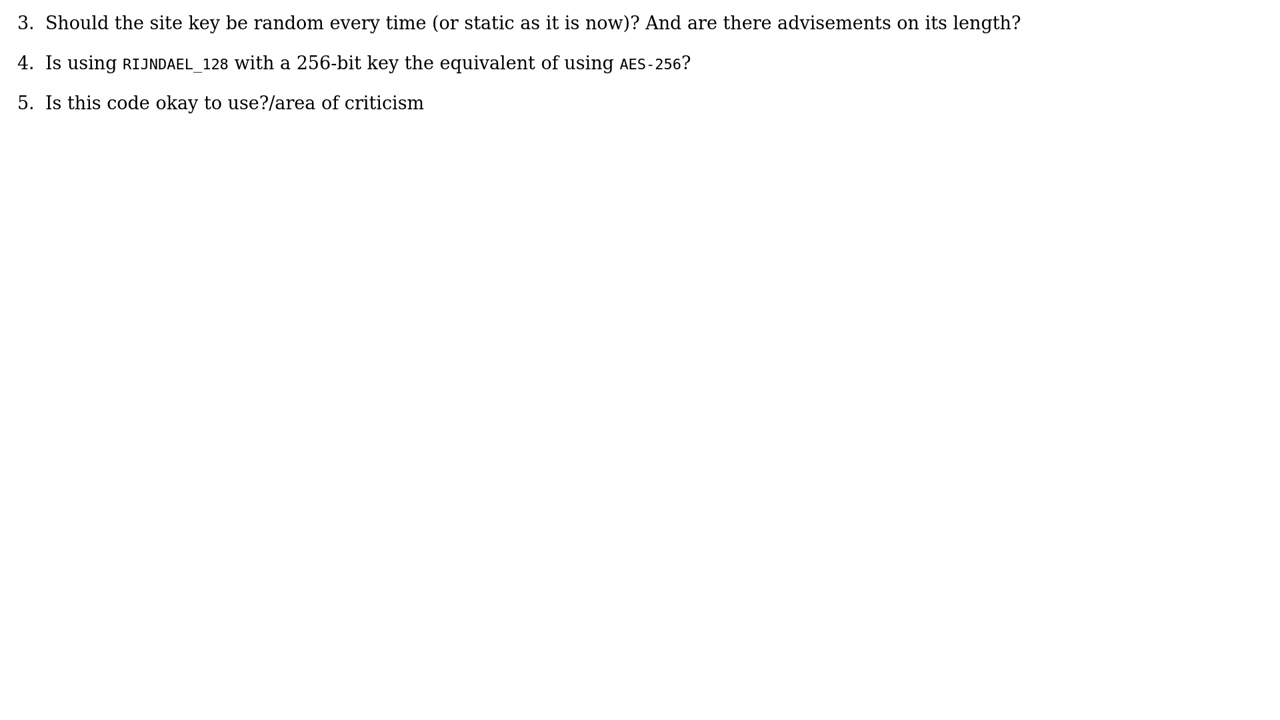 3. Should the site key be random every time (or static as it is now)? And are there advisements on its length?
4. Is using RIJNDAEL_128 with a 256-bit key the equivalent of using AES-256?
5. Is this code okay to use?/area of criticism